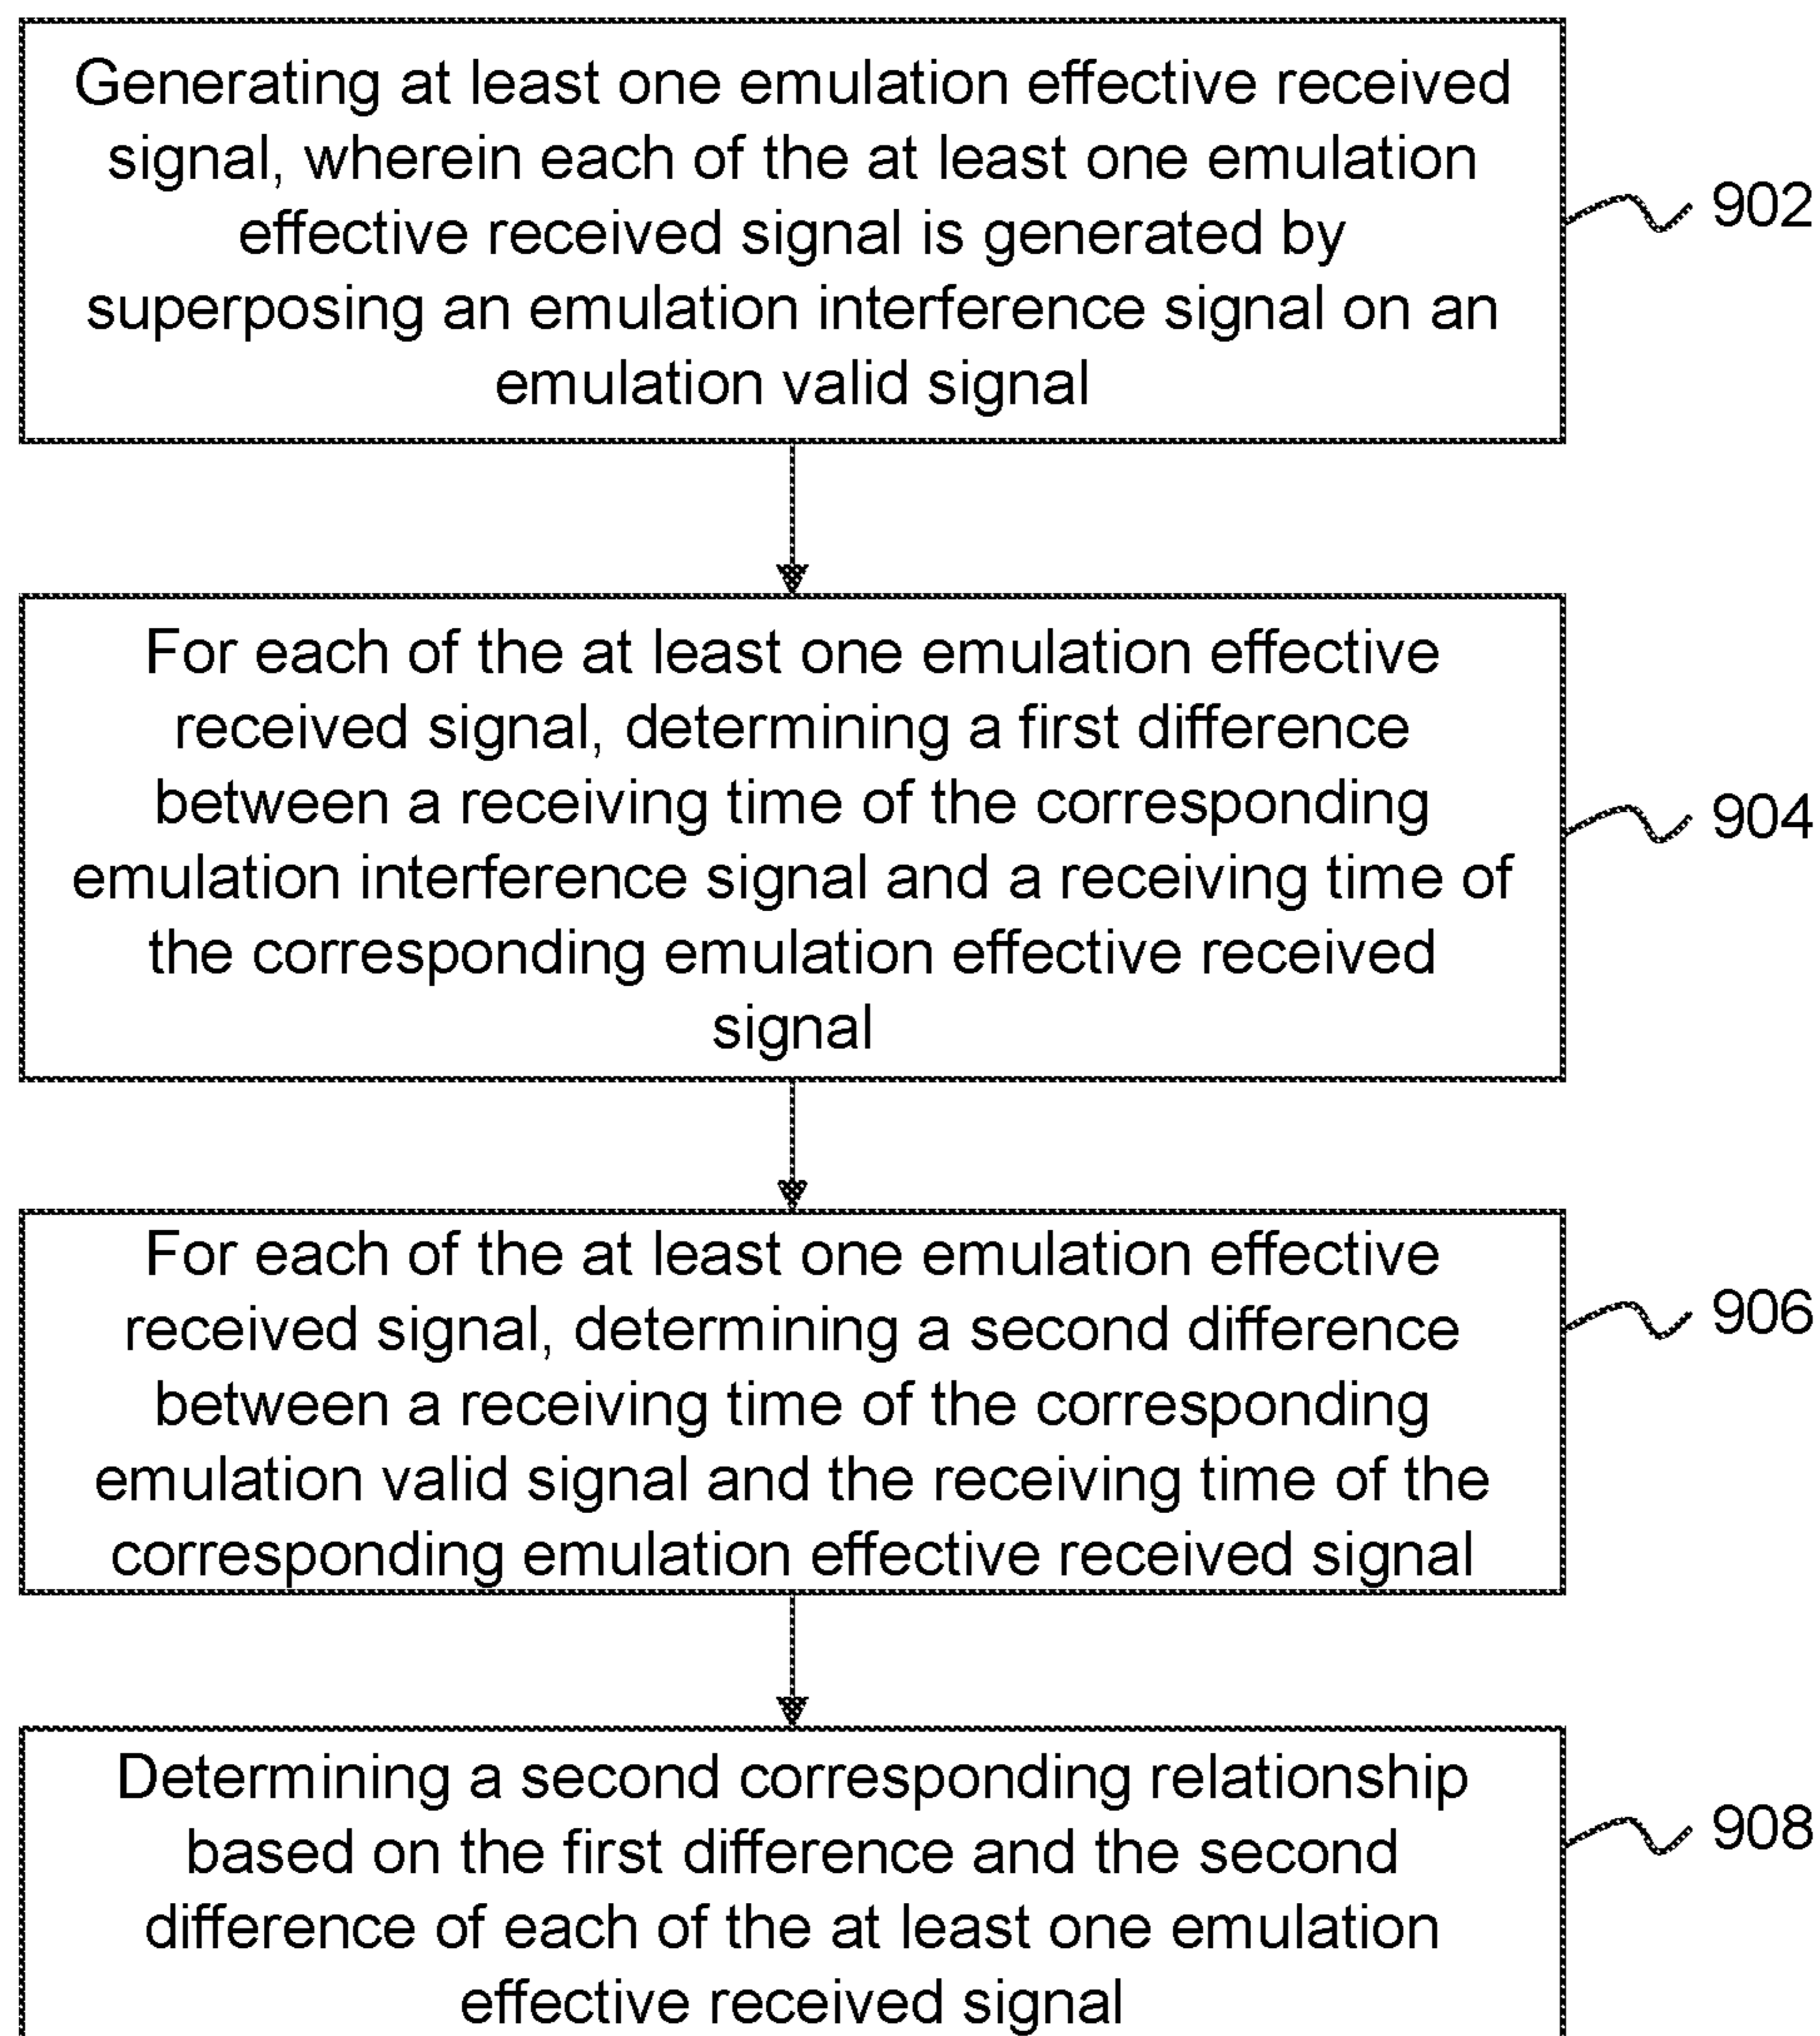 Generating at least one emulation effective received
signal, wherein each of the at least one emulation
effective received signal is generated by
superposing an emulation interference signal on an
emulation valid signal
902
For each of the at least one emulation effective
received signal, determining a first difference
between a receiving time of the corresponding
emulation interference signal and a receiving time of
the corresponding emulation effective received
signal
904
For each of the at least one emulation effective
received signal, determining a second difference
between a receiving time of the corresponding
emulation valid signal and the receiving time of the
corresponding emulation effective received signal
906
Determining a second corresponding relationship
based on the first difference and the second
difference of each of the at least one emulation
effective received signal
908